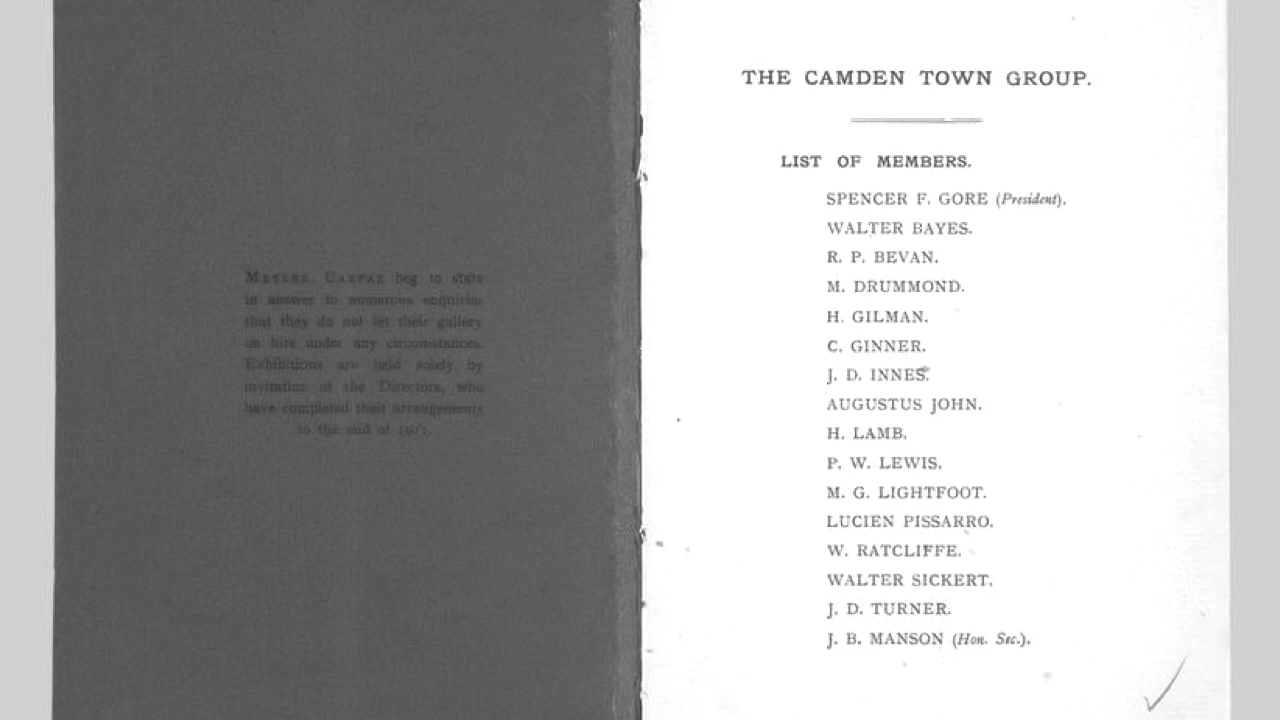 MESSRS. CARFAX beg to state
in answer to numerous enquiries
that they do not let their gallery
on hire under any circumstances.
Exhibitions are held solely by
invitation of the Directors, who
have completed their arrangements
to the end of
THE CAMDEN TOWN GROUP.
LIST OF MEMBERS.
SPENCER F. GORE (President).
WALTER BAYES.
R. P. BEVAN.
M. DRUMMOND.
H. GILMAN.
C. GINNER.
J. D. INNES.
AUGUSTUS JOHN.
H. LAMB.
P. W. LEWIS.
M. G. LIGHTFOOT.
LUCIEN PISSARRO.
W. RATCLIFFE.
WALTER SICKERT.
J. D. TURNER.
J. B. MANSON (Hon. Sec.).